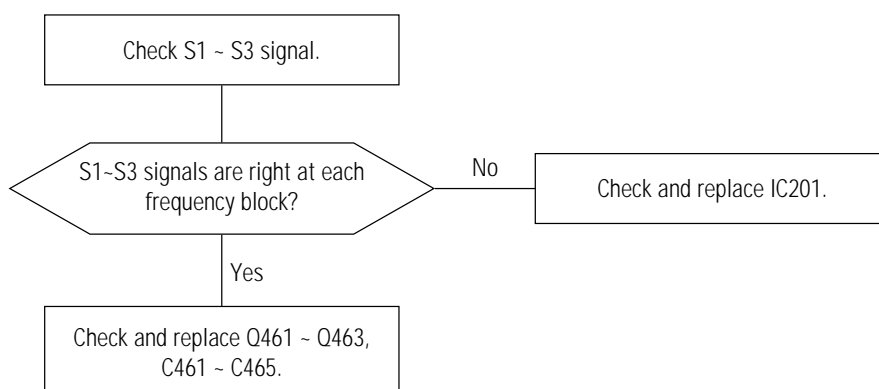 Check S1 ~ S3 signal.
S1~S3 signals are right at each
frequency block?
No
Check and replace IC201.
Yes
Check and replace Q461 ~ Q463,
C461 ~ C465.